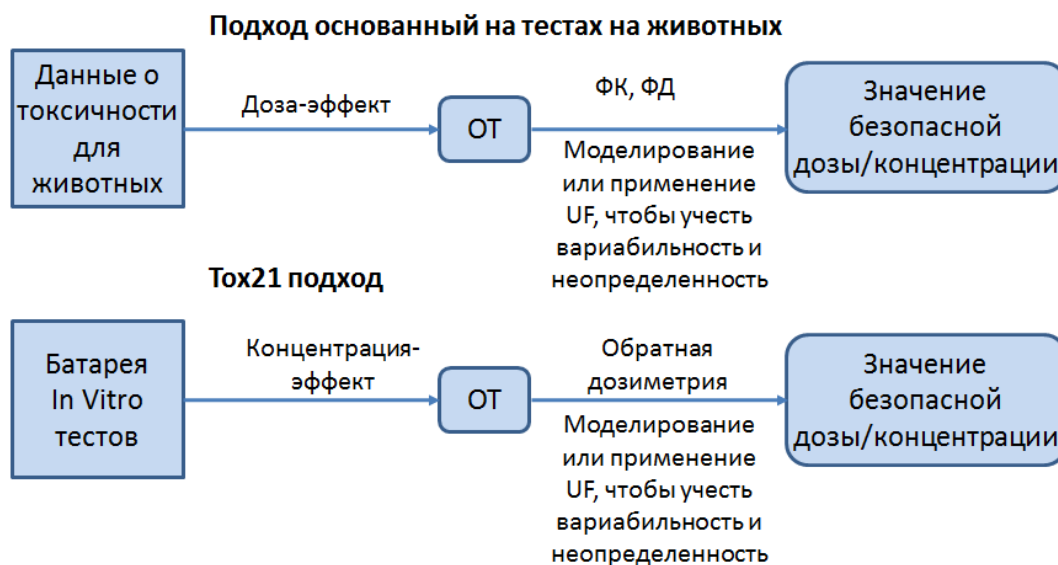 Подход основанный на тестах на животных
Данные о
токсичности
для
животных
Доза-эффект
ОТ
ФК, ФД
Моделирование
или применение
UF, чтобы учесть
вариабильность и
неопределенность
Значение
безопасной
дозы/концентрации
Tox21 подход
Батарея
In Vitro
тестов
Концентрация-
эффект
ОТ
Обратная
дозиметрия
Моделирование
или применение
UF, чтобы учесть
вариабильность и
неопределенность
Значение
безопасной
дозы/концентрации